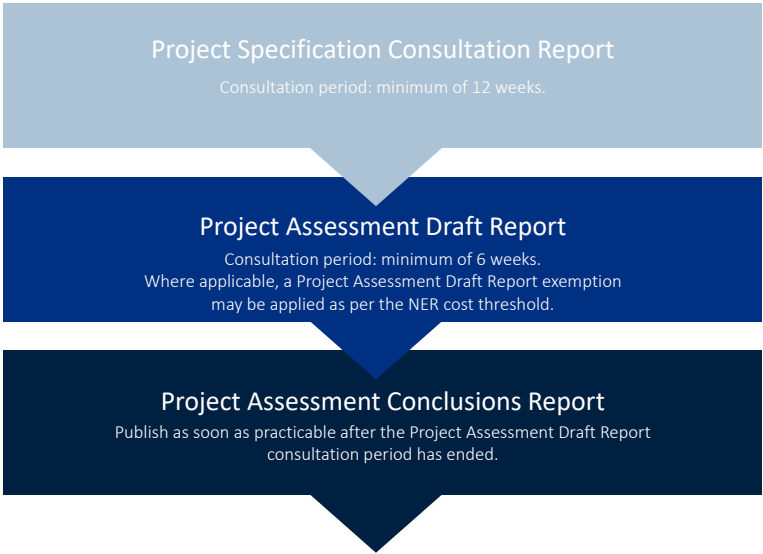 Project Specification Consultation Report
Consultation period: minimum of 12 weeks.
Project Assessment Draft Report
Consultation period: minimum of 6 weeks.
Where applicable, a Project Assessment Draft Report exemption
may be applied as per the NER cost threshold.
Project Assessment Conclusions Report
Publish as soon as practicable after the Project Assessment Draft Report
consultation period has ended.